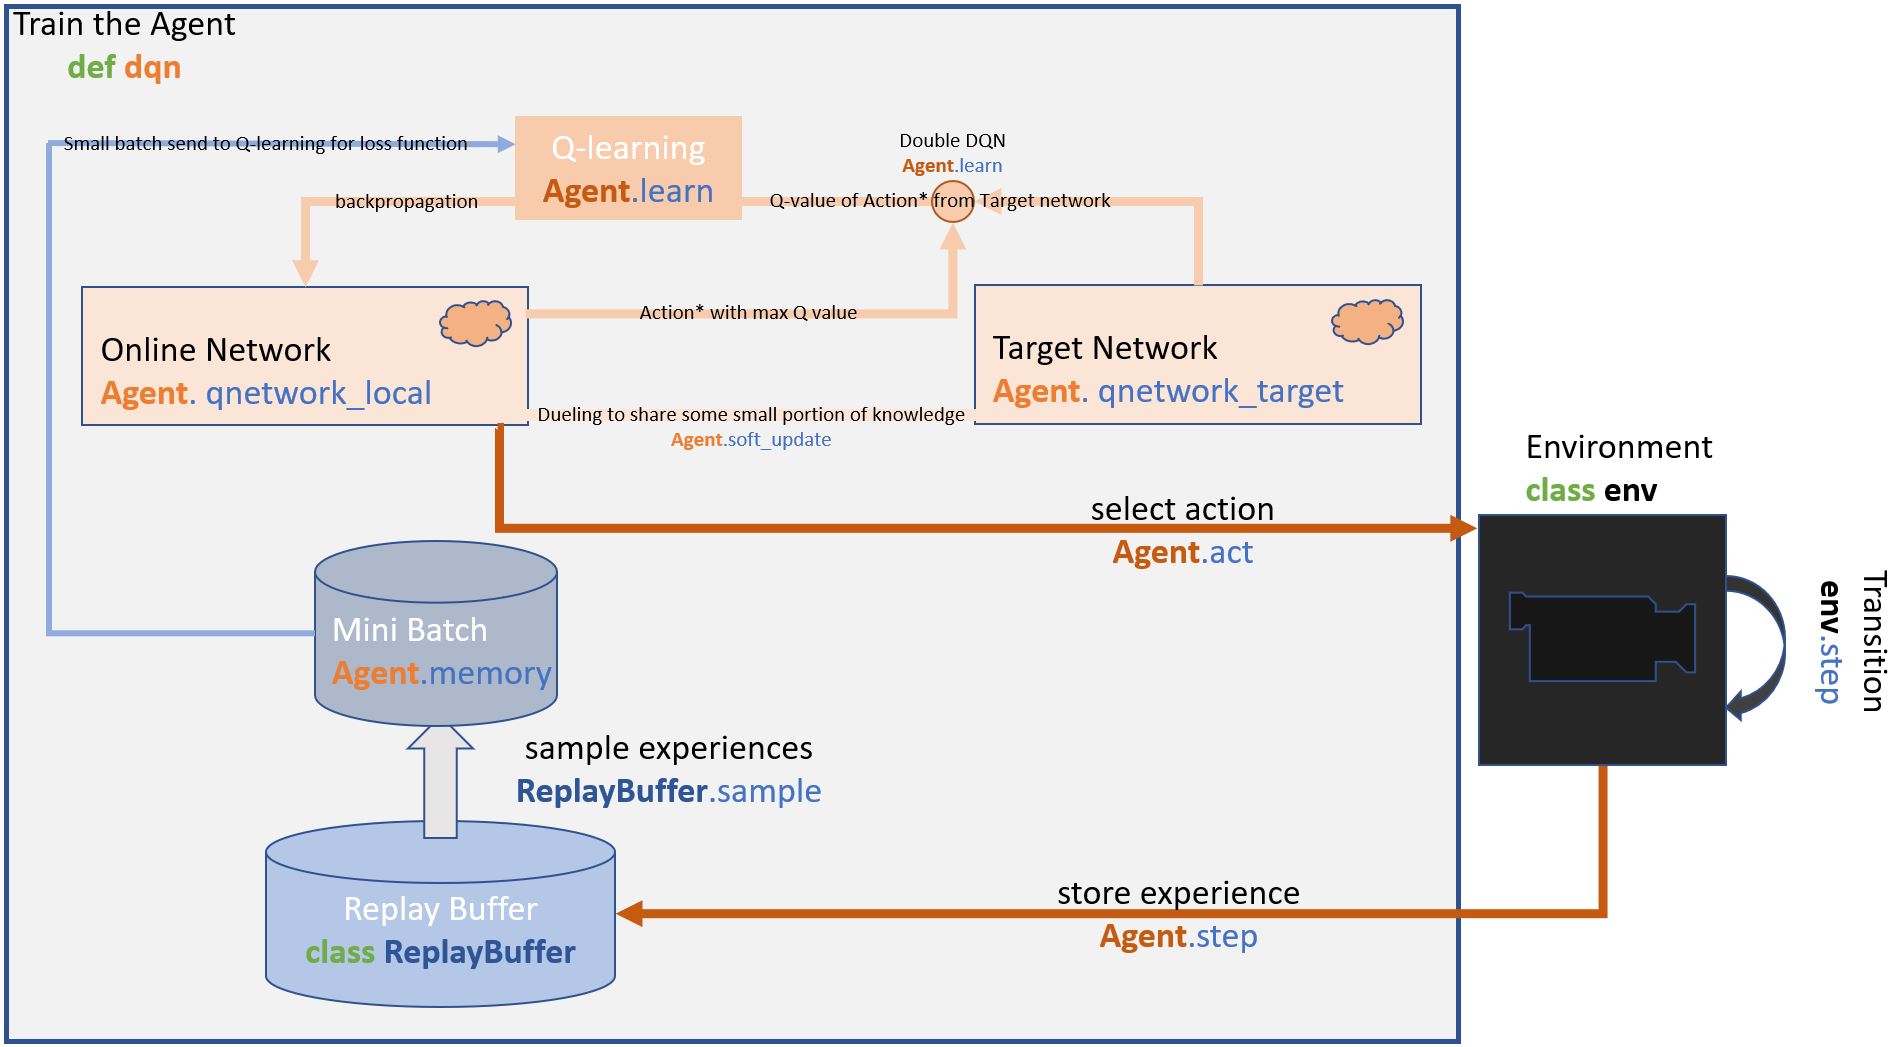 Train the Agent
def dqn
Small batch send to Q-learning for loss function
Q-learning
Agent.learn
Double DQN
Agent.learn
backpropagation
Q-value of Action* from Target network
Action* with max Q value
Online Network
Agent. qnetwork_local
Target Network
Agent. qnetwork_target
Dueling to share some small portion of knowledge
Agent.soft_update
Environment
class env
select action
Agent.act
Transition
env.step
Mini Batch
Agent.memory
sample experiences
ReplayBuffer.sample
Replay Buffer
class ReplayBuffer
store experience
Agent.step